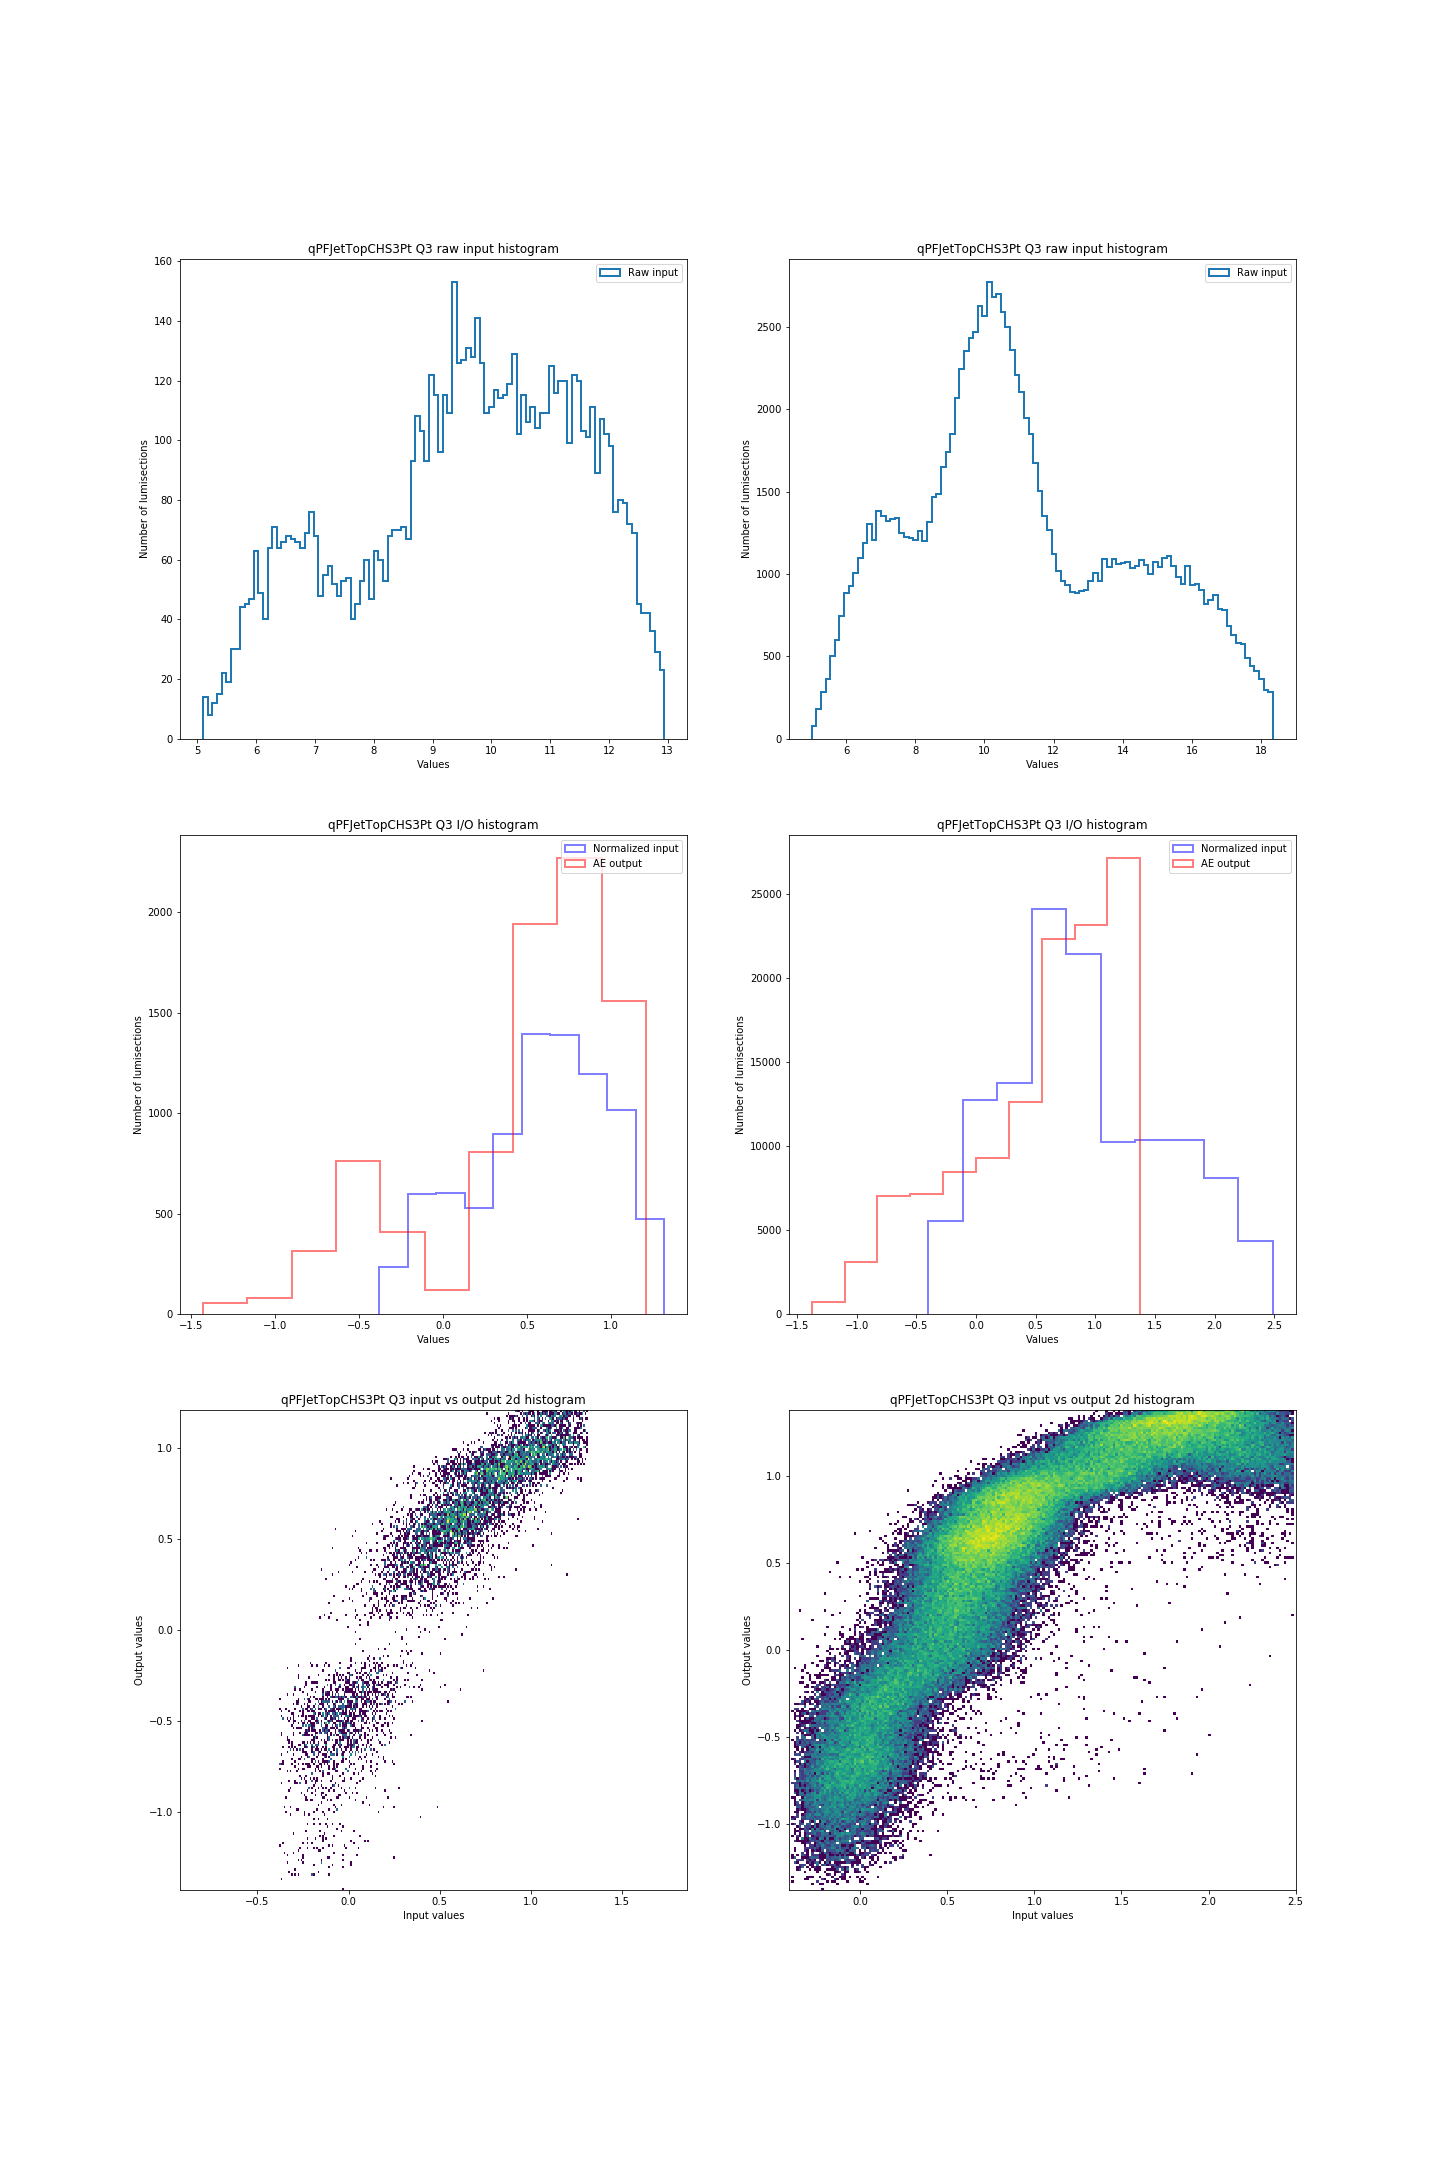 qPFJetTopCHS3Pt Q3 raw input histogram
Raw input
Number of lumisections
160
140
120
100
80
60
40
20
0
5 6 7 8 9 10 11 12 13
Values
qPFJetTopCHS3Pt Q3 raw input histogram
Raw input
Number of lumisections
2500
2000
1500
1000
500
0
6 8 10 12 14 16 18
Values
qPFJetTopCHS3Pt Q3 I/O histogram
Normalized input
AE output
Number of lumisections
2000
1500
1000
500
0
−1.5 −1.0 −0.5 0.0 0.5 1.0
Values
qPFJetTopCHS3Pt Q3 I/O histogram
Normalized input
AE output
Number of lumisections
25000
20000
15000
10000
5000
0
−1.5 −1.0 −0.5 0.0 0.5 1.0 1.5 2.0 2.5
Values
qPFJetTopCHS3Pt Q3 input vs output 2d histogram
Output values
1.0
0.5
0.0
−0.5
−1.0
−0.5 0.0 0.5 1.0 1.5
Input values
qPFJetTopCHS3Pt Q3 input vs output 2d histogram
Output values
1.0
0.5
0.0
−0.5
−1.0
0.0 0.5 1.0 1.5 2.0 2.5
Input values